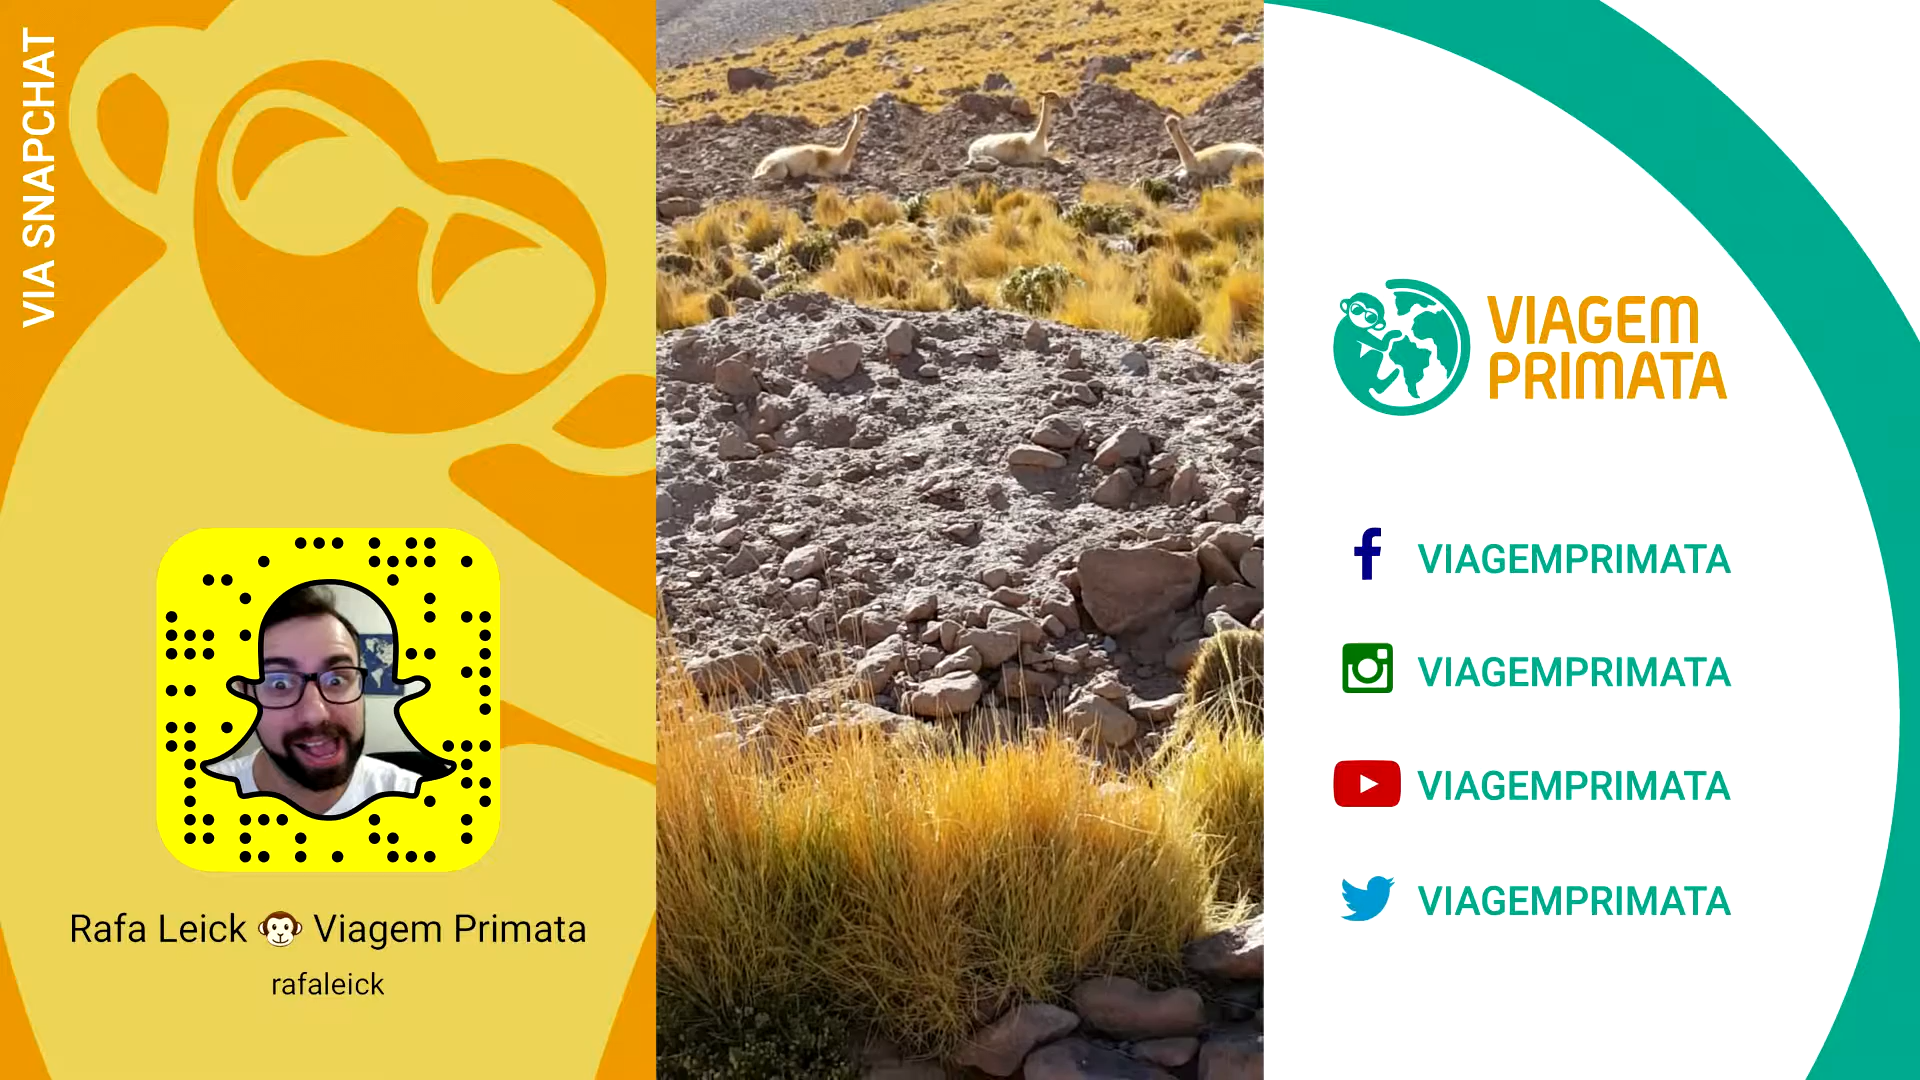 VIA SNAPCHAT
Rafa Leick 🐵 Viagem Primata
rafaleick
VIAGEM
PRIMATA
VIAGEMPRIMATA
VIAGEMPRIMATA
VIAGEMPRIMATA
VIAGEMPRIMATA